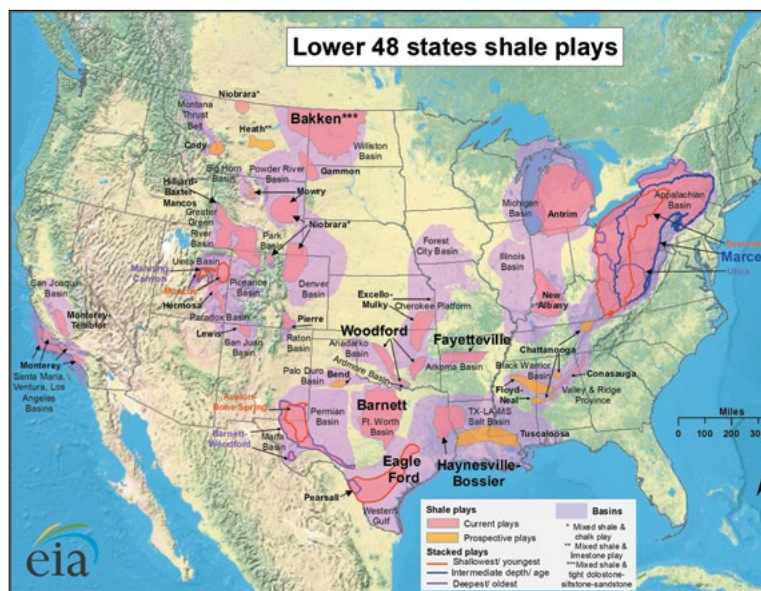 Lower 48 states shale plays
Niobrara*
Montana
Thrust
Belt
Heath**
Bakken***
Cody
Williston
Basin
Big Horn
Basin
Powder River
Basin
Gammon
Hilliard-
Baxter-
Mancos
Mowry
Greater
Green
River
Basin
Niobrara*
Park
Basin
Michigan
Basin
Antrim
Appalachian
Basin
Marce
Utica
Uinta Basin
Manning
Canyon
Mancos
Piceance
Basin
Denver
Basin
Forest
City Basin
Illinois
Basin
San Joaquin
Basin
Monterey-
Temblor
Hermosa
Paradox Basin
Lewis
San Juan
Basin
Pierre
Raton
Basin
Excello-
Mulky
Cherokee Platform
New
Albany
Woodford
Fayetteville
Anadarko
Basin
Ardmore Basin
Arkoma Basin
Chattanooga
Black Warrior
Basin
Conasauga
Monterey
Santa Maria,
Ventura, Los
Angeles
Basins
Palo Duro
Basin
Bend
Floyd-
Neal
Valley & Ridge
Province
Avalon-
Bone Spring
Permian
Basin
Barnett
Ft. Worth
Basin
TX-LA-MS
Salt Basin
Tuscaloosa
Barnett-
Woodford
Marfa
Basin
Eagle
Ford
Haynesville-
Bossier
Pearsall
Western
Gulf
Miles
0
100
200
30
Shale plays
Current plays
Prospective plays
Stacked plays
Shallowest/ youngest
Intermediate depth/ age
Deepest/ oldest
Basins
* Mixed shale &
chalk play
** Mixed shale &
limestone play
***Mixed shale &
tight dolostone-
siltstone-sandstone
eia